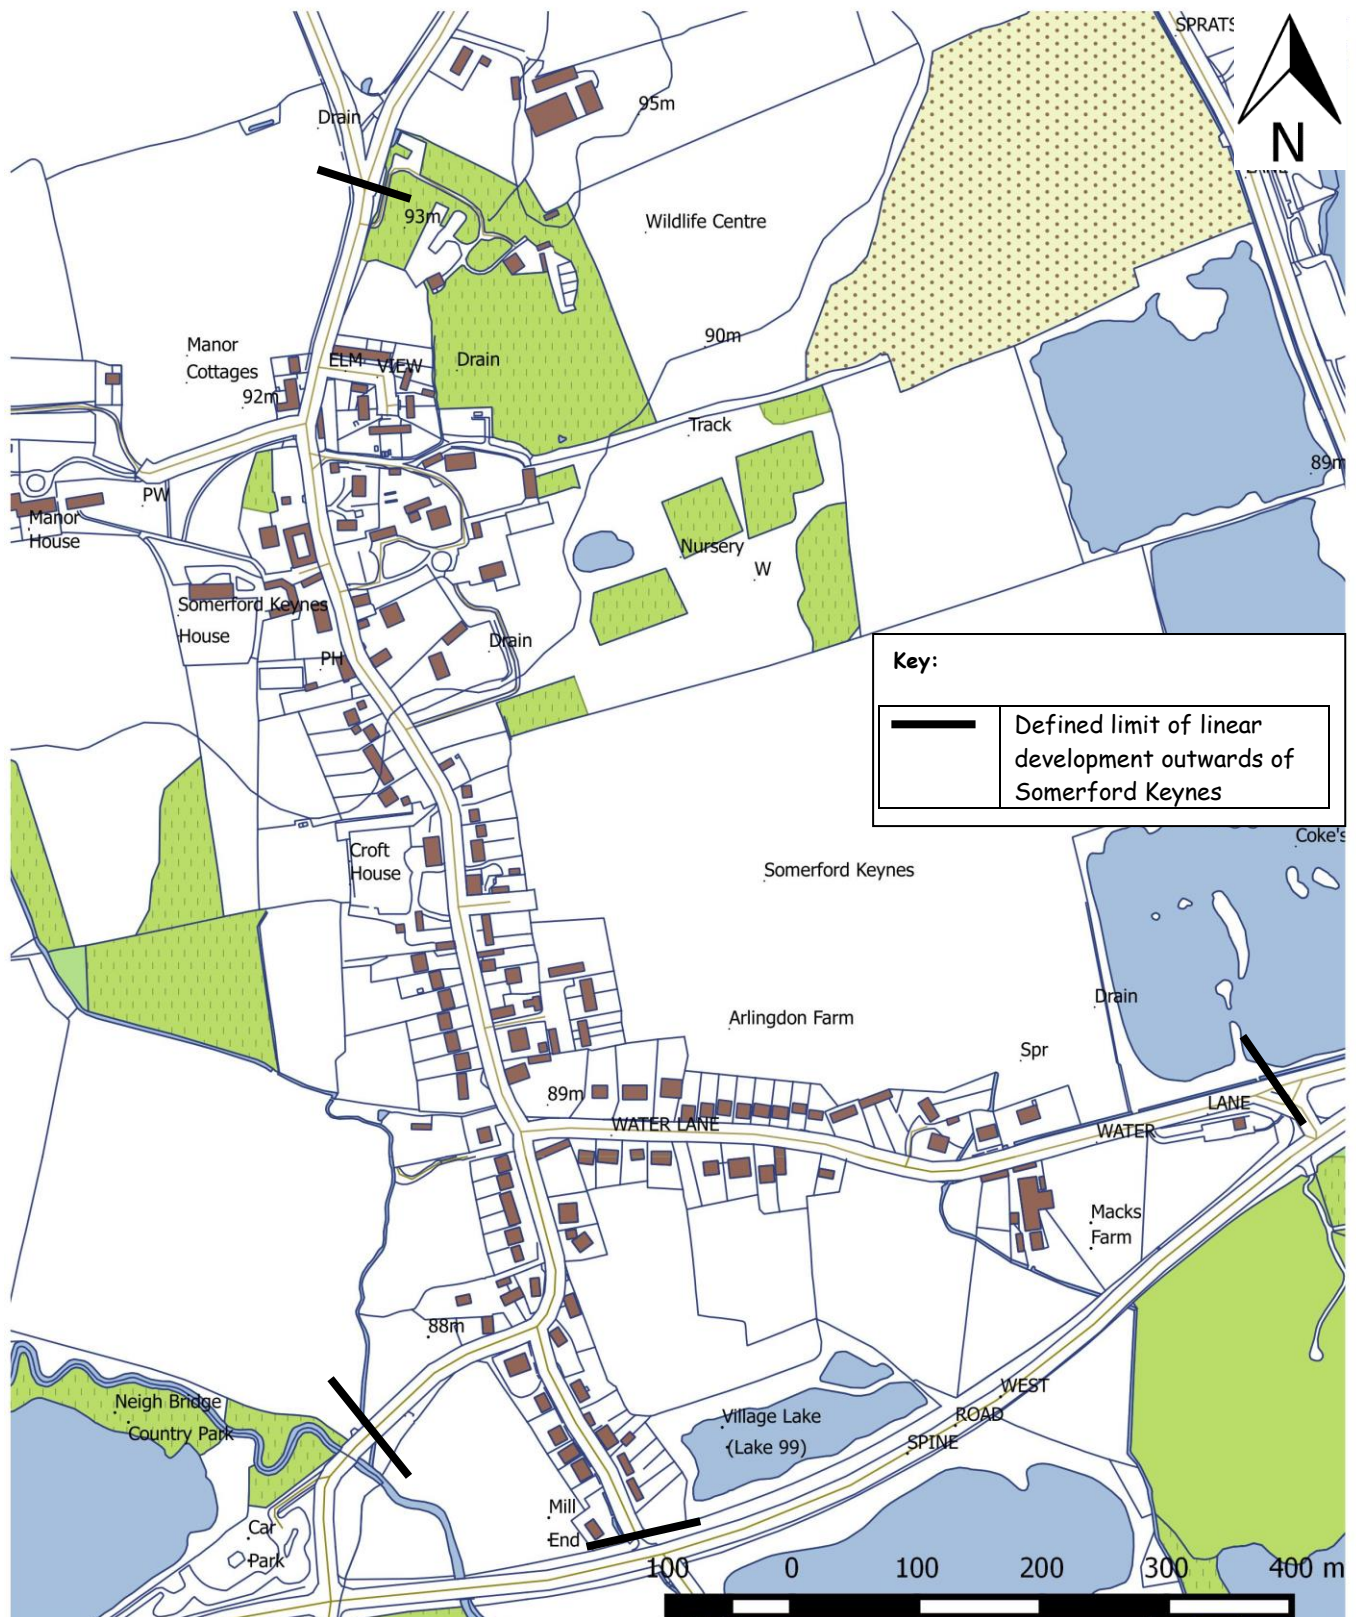 SPRATS
N
Drain
95m
93m
Wildlife Centre
Manor
Cottages
ELM VIEW
Drain
90m
92m
Track
89m
PW
Manor
House
Nursery
W
Somerford Keynes
House
Drain
PH
Key:
Defined limit of linear
development outwards of
Somerford Keynes
Coke's
Croft
House
Somerford Keynes
Drain
Arlingdon Farm
Spr
89m
WATER LANE
LANE
WATER
Macks
Farm
88m
WEST
ROAD
SPINE
Neigh Bridge
Country Park
Village Lake
(Lake 99)
Mill
End
Car
Park
100 0 100 200 300 400 m